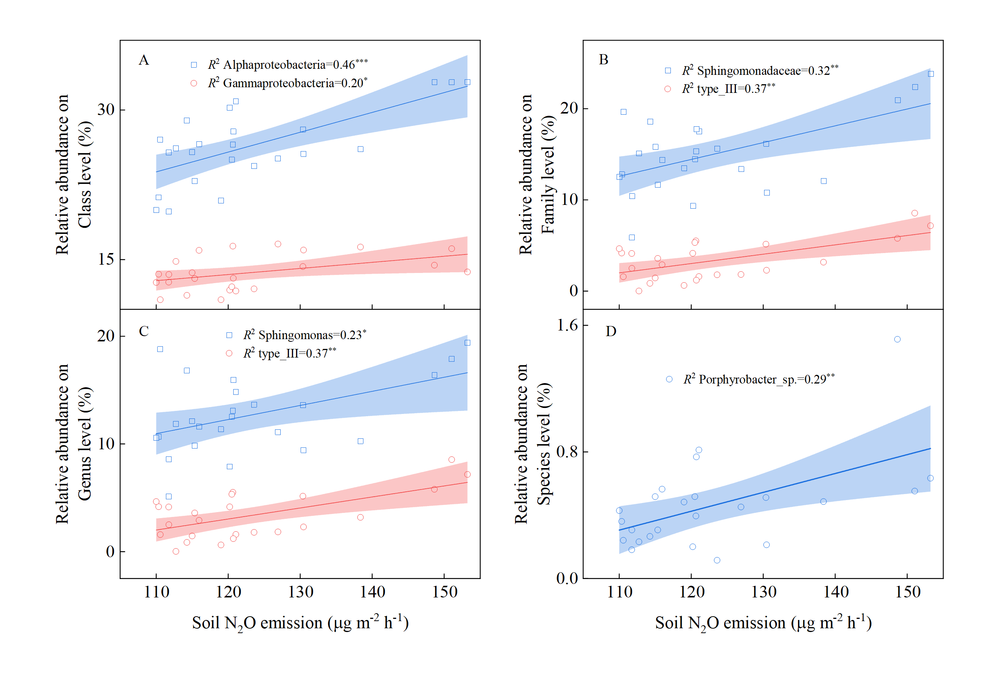 A
R² Alphaproteobacteria=0.46***
R² Gammaproteobacteria=0.20*
30
15
Relative abundance on
Class level (%)
B
R² Sphingomonadaceae=0.32**
R² type_III=0.37**
20
10
0
Relative abundance on
Family level (%)
C
R² Sphingomonas=0.23*
R² type_III=0.37**
20
10
0
Relative abundance on
Genus level (%)
110 120 130 140 150
Soil N₂O emission (μg m⁻² h⁻¹)
D
R² Porphyrobacter_sp.=0.29**
1.6
0.8
0.0
Relative abundance on
Species level (%)
110 120 130 140 150
Soil N₂O emission (μg m⁻² h⁻¹)